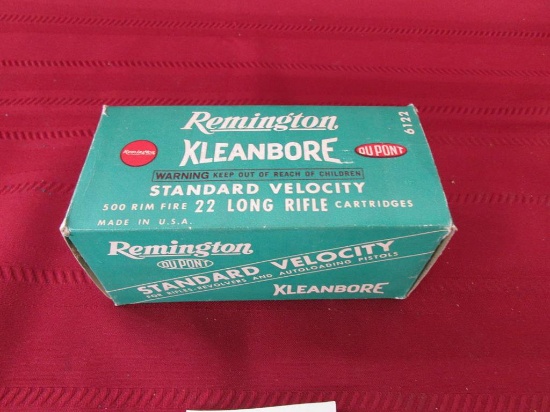 Remington
6122
Remington
KLEANBORE
DU PONT
WARNING KEEP OUT OF REACH OF CHILDREN
STANDARD VELOCITY
500 RIM FIRE 22 LONG RIFLE CARTRIDGES
MADE IN U.S.A.
Remington
DU PONT
STANDARD VELOCITY
FOR RIFLES-REVOLVERS AND AUTOLOADING PISTOLS
KLEANBORE